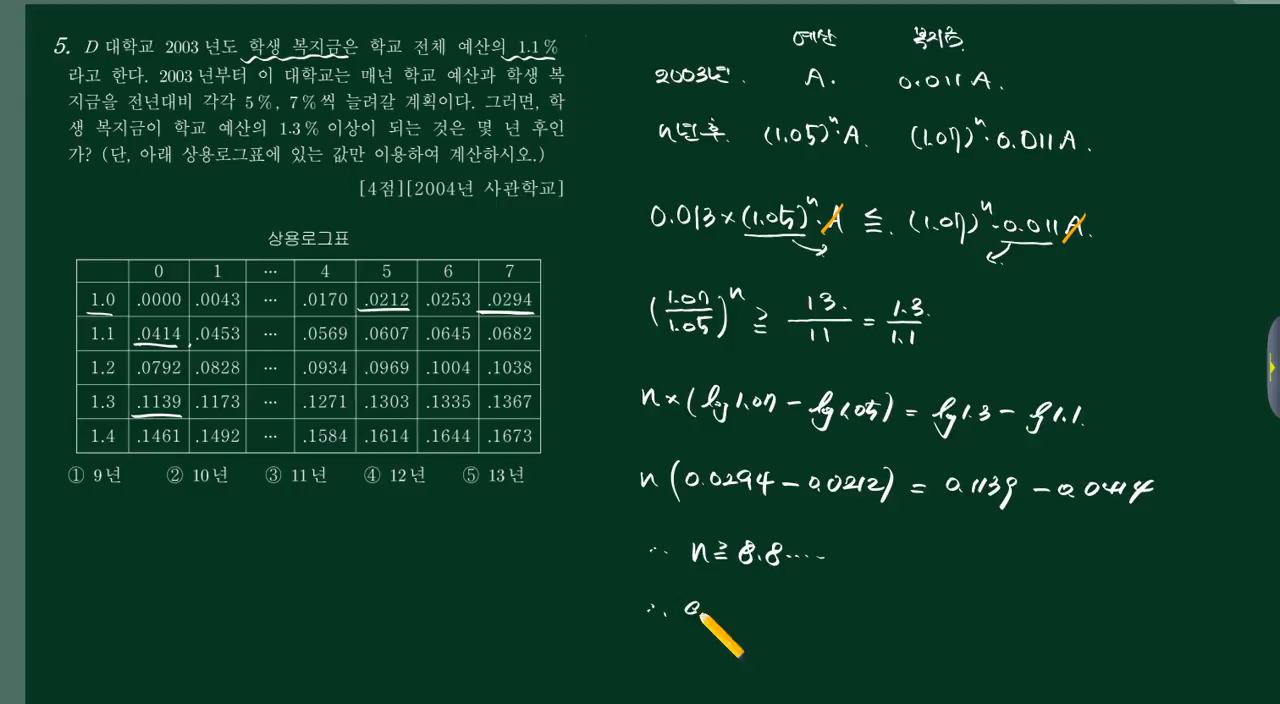 5. D 대학교 2003년도 학생 복지금은 학교 전체 예산의 1.1%
라고 한다. 2003년부터 이 대학교는 매년 학교 예산과 학생 복
지금을 전년대비 각각 5%, 7%씩 늘려갈 계획이다. 그러면, 학
생 복지금이 학교 예산의 1.3% 이상이 되는 것은 몇 년 후인
가? (단, 아래 상용로그표에 있는 값만 이용하여 계산하시오.)
[4점][2004년 사관학교]
상용로그표
0 1 ⋯ 4 5 6 7
1.0 .0000 .0043 ⋯ .0170 .0212 .0253 .0294
1.1 .0414 .0453 ⋯ .0569 .0607 .0645 .0682
1.2 .0792 .0828 ⋯ .0934 .0969 .1004 .1038
1.3 .1139 .1173 ⋯ .1271 .1303 .1335 .1367
1.4 .1461 .1492 ⋯ .1584 .1614 .1644 .1673
① 9년 ② 10년 ③ 11년 ④ 12년 ⑤ 13년
예산 복지금
2003년. A. 0.011A.
n년후. (1.05)^n·A. (1.07)^n·0.011A.
0.013×(1.05)^n·A ≦ (1.07)^n·0.011A.
(1.07/1.05)^n ≧ 13/11 = 1.3/1.1
n×(log1.07 − log1.05) = log1.3 − log1.1
n(0.0294 − 0.0212) = 0.1139 − 0.0414
∴ n ≧ 8.8····
∴